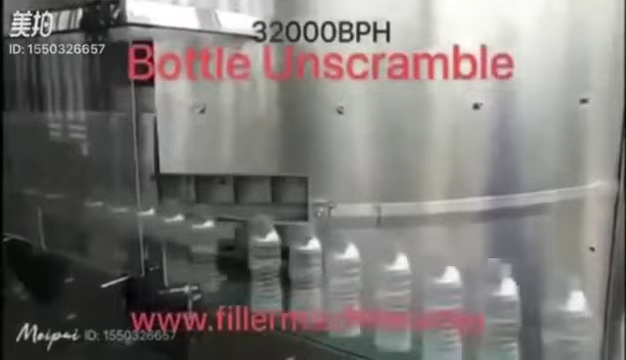 美拍
32000BPH
ID: 1550326657
Bottle Unscramble
Meipai ID: 1550326657